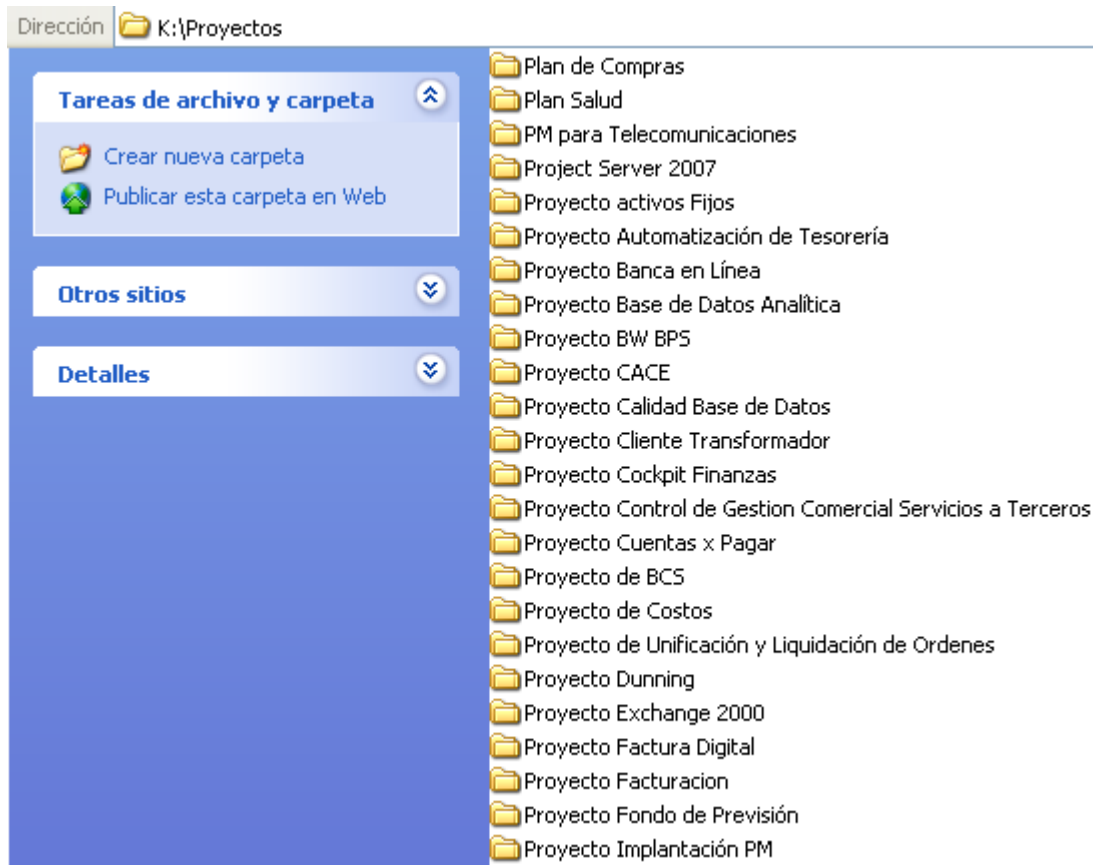 Dirección K:\Proyectos
Tareas de archivo y carpeta
Crear nueva carpeta
Publicar esta carpeta en Web
Otros sitios
Detalles
Plan de Compras
Plan Salud
PM para Telecomunicaciones
Project Server 2007
Proyecto activos Fijos
Proyecto Automatización de Tesorería
Proyecto Banca en Línea
Proyecto Base de Datos Analítica
Proyecto BW BPS
Proyecto CACE
Proyecto Calidad Base de Datos
Proyecto Cliente Transformador
Proyecto Cockpit Finanzas
Proyecto Control de Gestion Comercial Servicios a Terceros
Proyecto Cuentas x Pagar
Proyecto de BCS
Proyecto de Costos
Proyecto de Unificación y Liquidación de Ordenes
Proyecto Dunning
Proyecto Exchange 2000
Proyecto Factura Digital
Proyecto Facturacion
Proyecto Fondo de Previsión
Proyecto Implantación PM